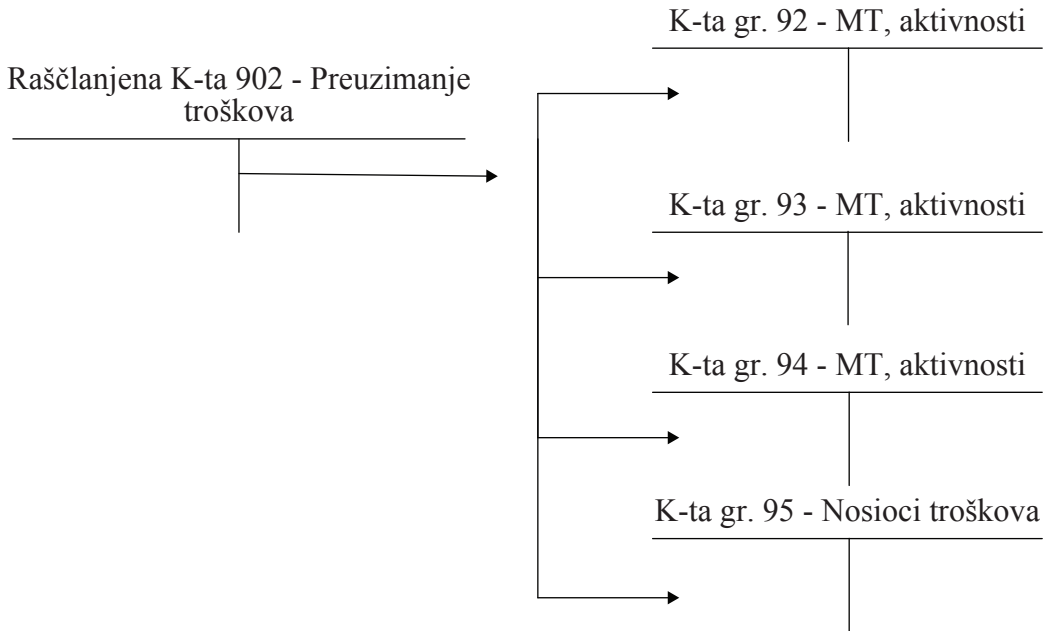 K-ta gr. 92 - MT, aktivnosti
Raščlanjena K-ta 902 - Preuzimanje
troškova
K-ta gr. 93 - MT, aktivnosti
K-ta gr. 94 - MT, aktivnosti
K-ta gr. 95 - Nosioci troškova